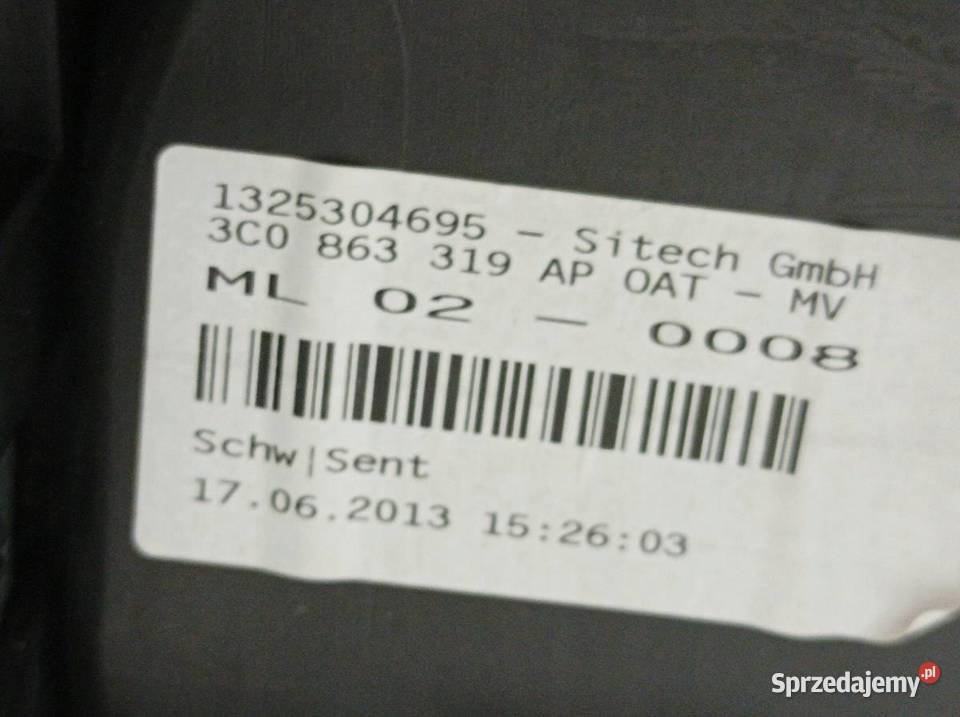 1325304695 - Sitech GmbH
3C0 863 319 AP OAT - MV
ML 02 - 0008
Schw|Sent
17.06.2013 15:26:03
Sprzedajemy.pl